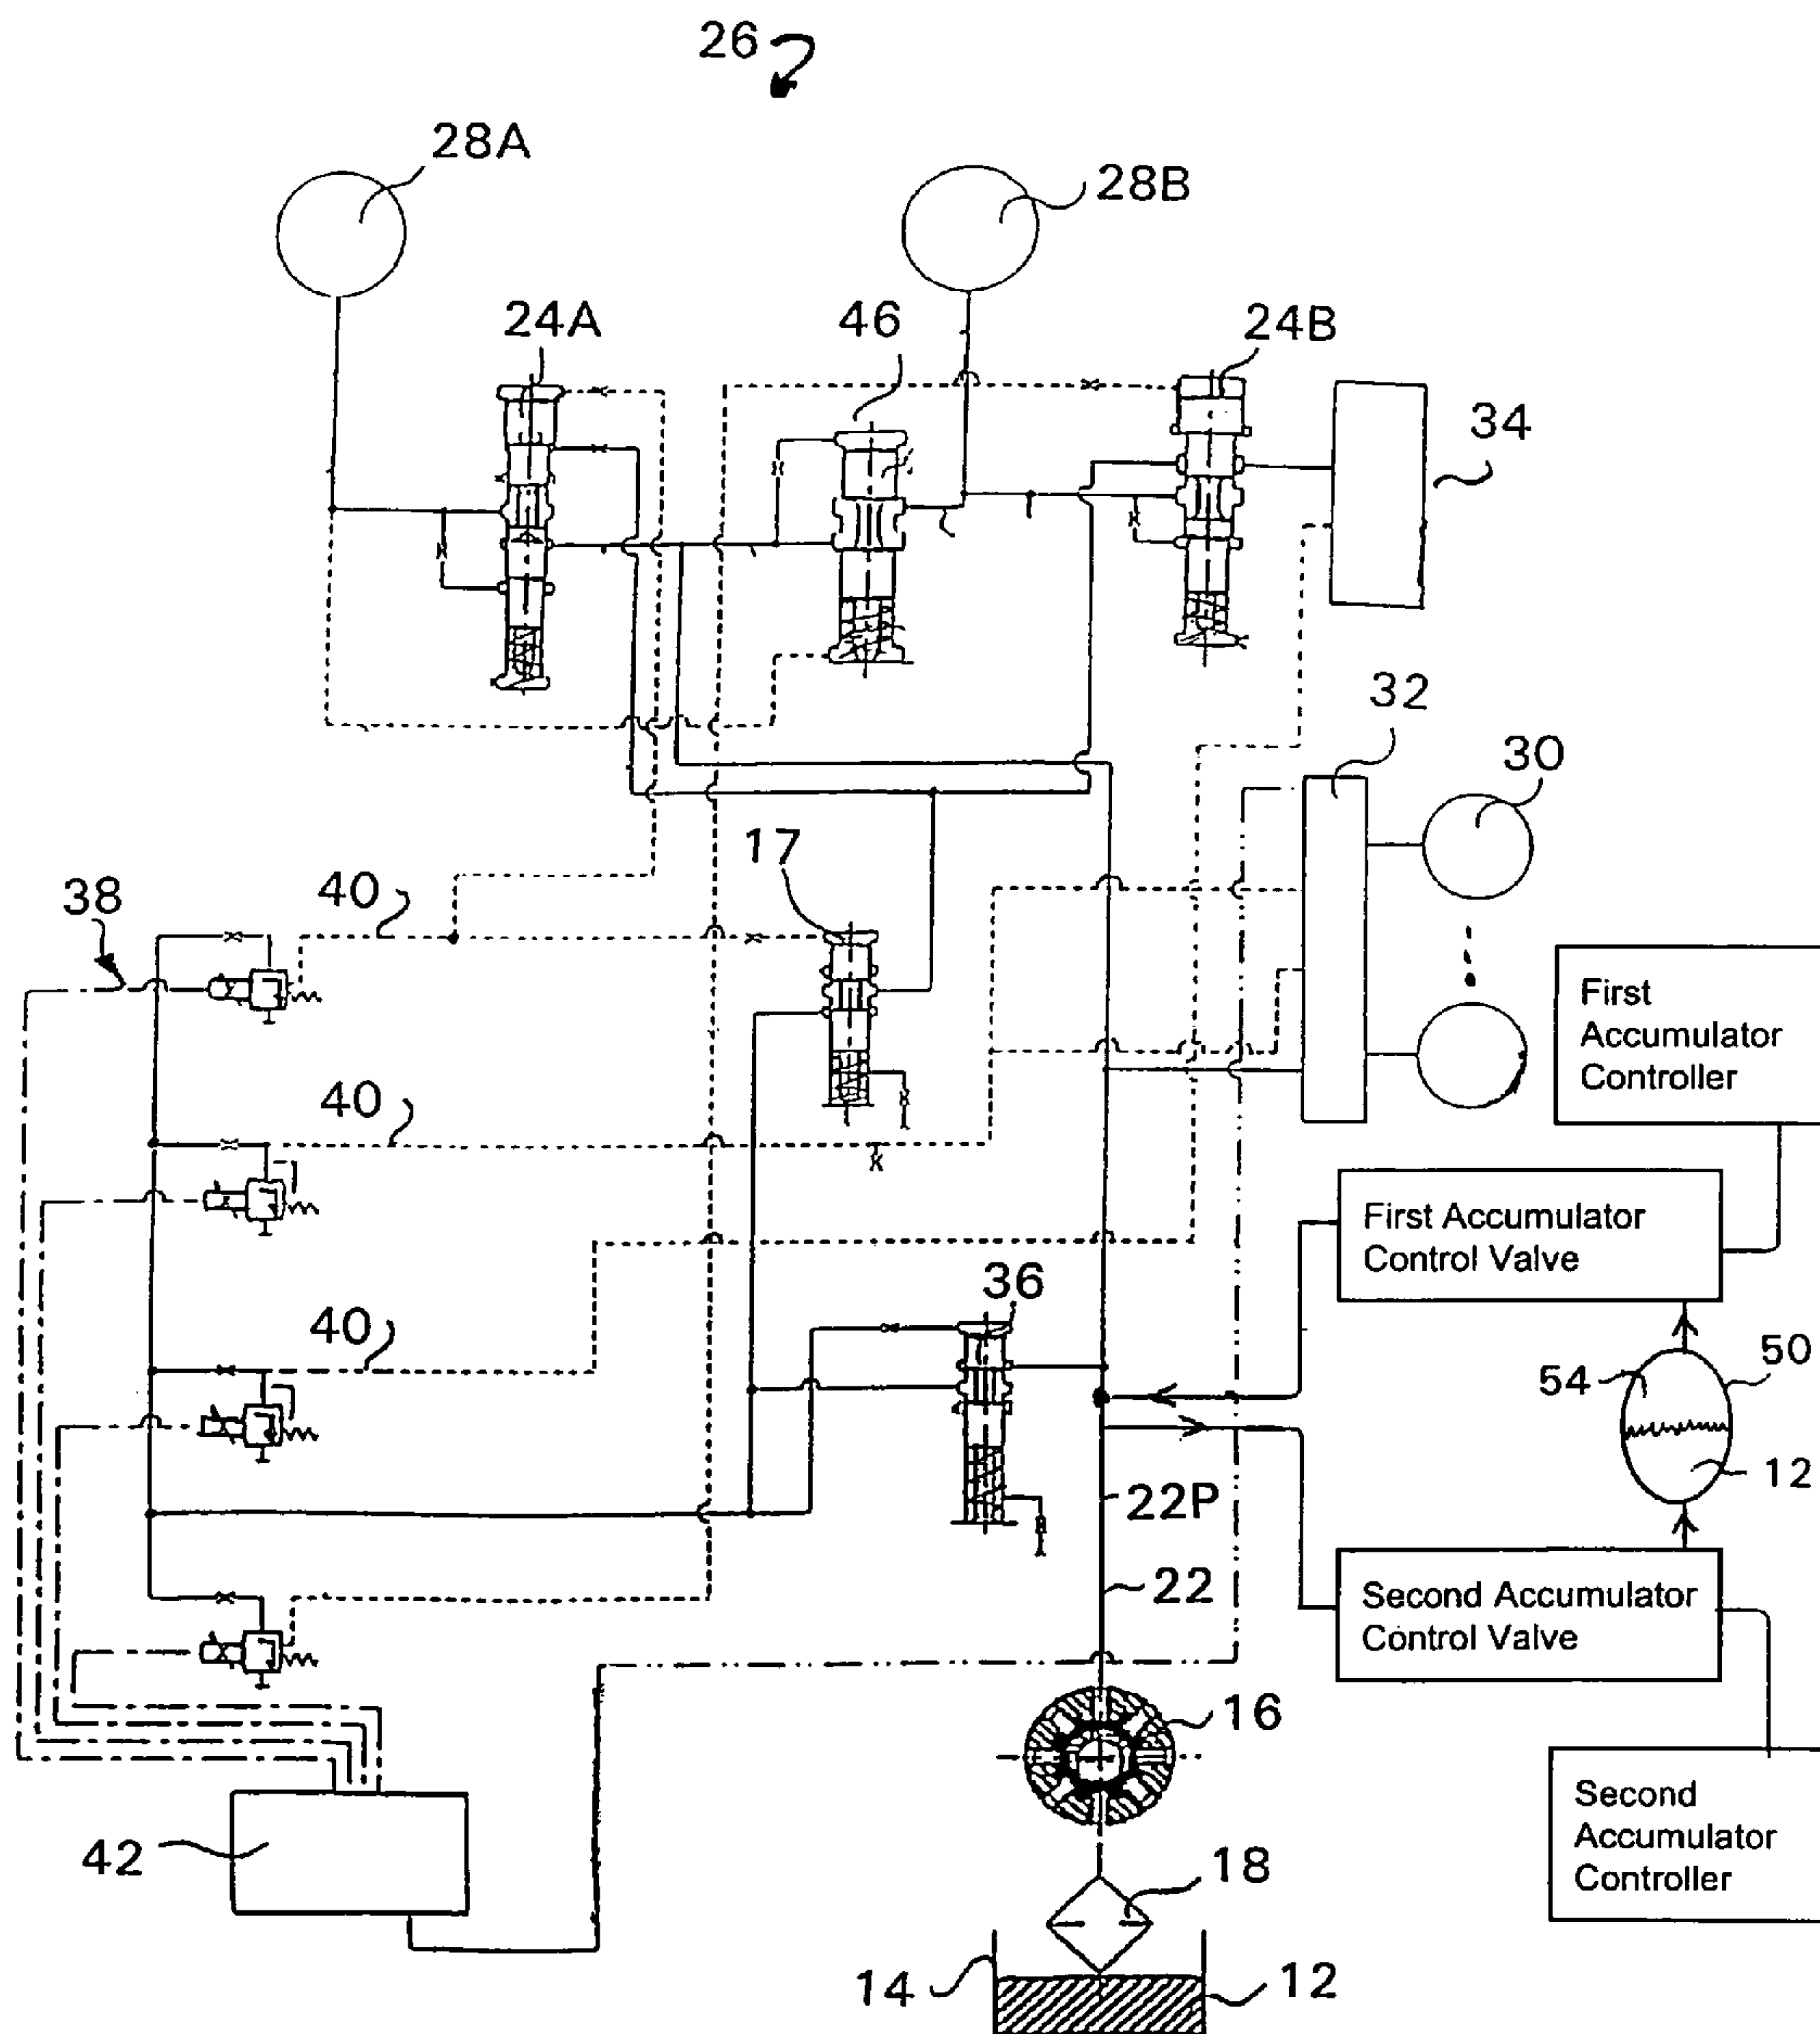 26
28A
28B
24A
46
24B
34
32
30
17
38
40
First
Accumulator
Controller
40
First Accumulator
Control Valve
36
40
54
50
12
22P
22
Second Accumulator
Control Valve
16
42
18
Second
Accumulator
Controller
14
12